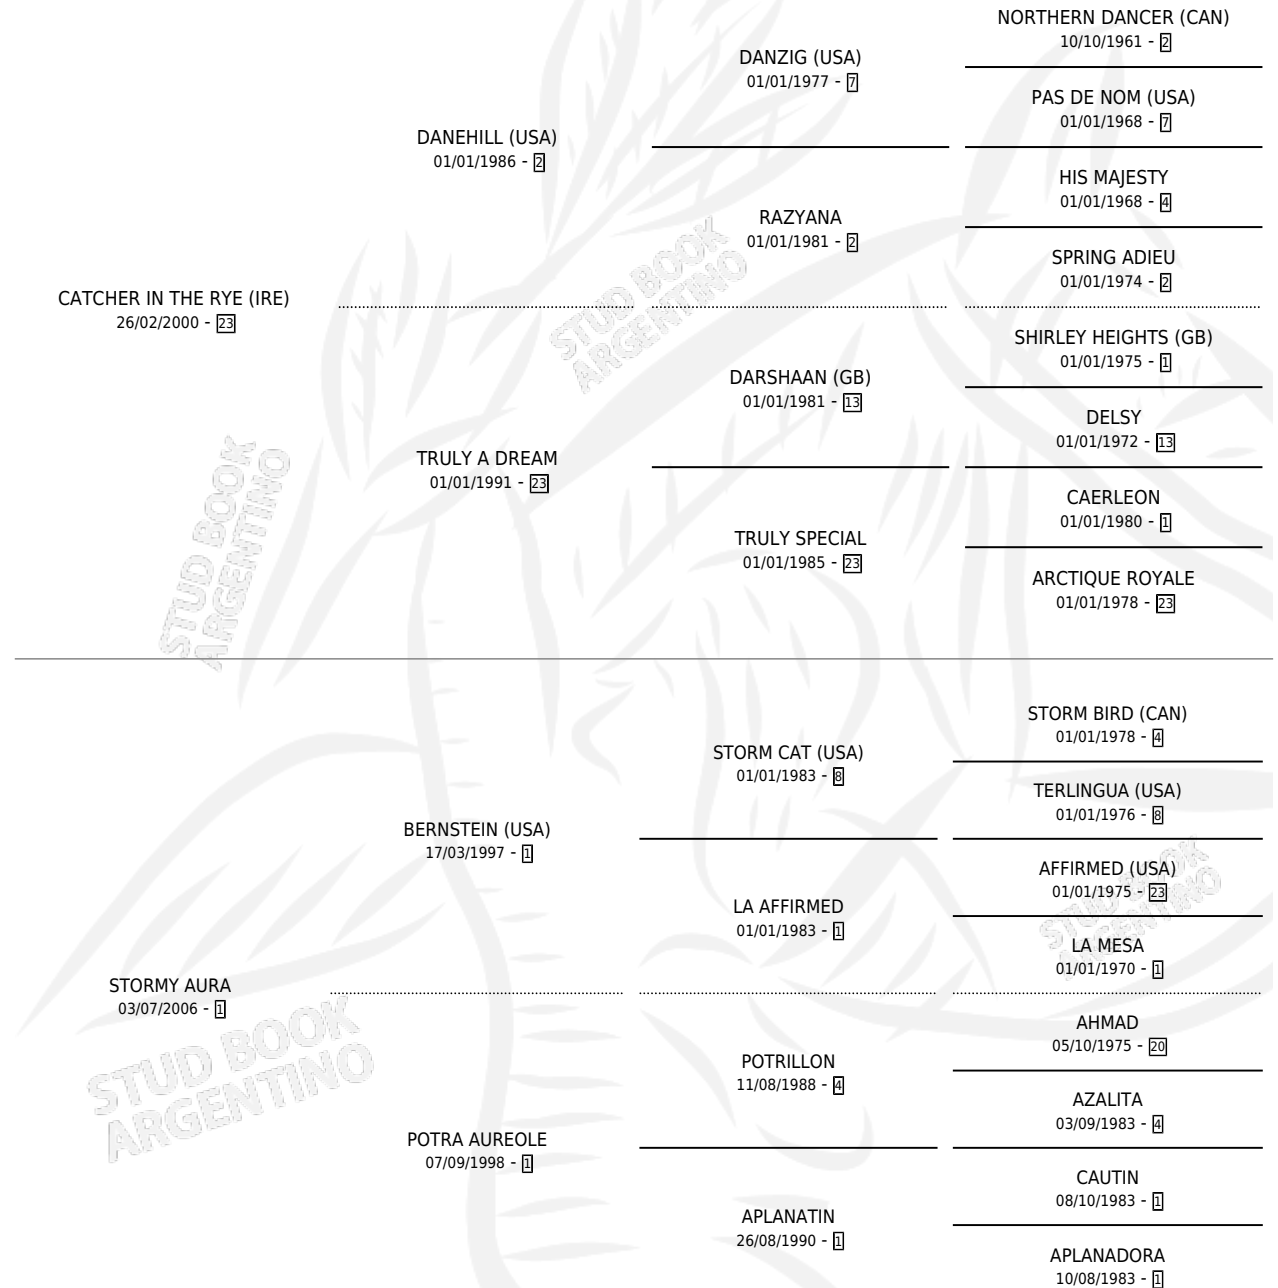 NORTHERN DANCER (CAN)
10/10/1961 - 2
DANZIG (USA)
01/01/1977 - 7
PAS DE NOM (USA)
01/01/1968 - 7
DANEHILL (USA)
01/01/1986 - 2
HIS MAJESTY
01/01/1968 - 4
RAZYANA
01/01/1981 - 2
SPRING ADIEU
01/01/1974 - 2
CATCHER IN THE RYE (IRE)
26/02/2000 - 23
STUD BOOK
ARGENTINO
SHIRLEY HEIGHTS (GB)
01/01/1975 - 1
DARSHAAN (GB)
01/01/1981 - 13
DELSY
01/01/1972 - 13
TRULY A DREAM
01/01/1991 - 23
CAERLEON
01/01/1980 - 1
TRULY SPECIAL
01/01/1985 - 23
ARCTIQUE ROYALE
01/01/1978 - 23
STUD BOOK
ARGENTINO
STORM BIRD (CAN)
01/01/1978 - 4
STORM CAT (USA)
01/01/1983 - 8
TERLINGUA (USA)
01/01/1976 - 8
BERNSTEIN (USA)
17/03/1997 - 1
AFFIRMED (USA)
01/01/1975 - 23
LA AFFIRMED
01/01/1983 - 1
STUD BOOK
ARGENTINO
LA MESA
01/01/1970 - 1
STORMY AURA
03/07/2006 - 1
STUD BOOK
ARGENTINO
AHMAD
05/10/1975 - 20
POTRILLON
11/08/1988 - 4
AZALITA
03/09/1983 - 4
POTRA AUREOLE
07/09/1998 - 1
CAUTIN
08/10/1983 - 1
APLANATIN
26/08/1990 - 1
APLANADORA
10/08/1983 - 1